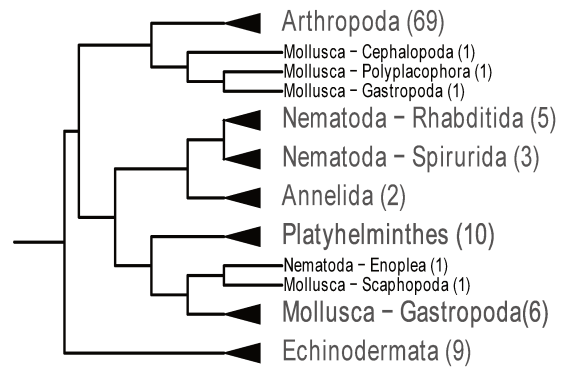 Arthropoda (69)
Mollusca − Cephalopoda (1)
Mollusca − Polyplacophora (1)
Mollusca − Gastropoda (1)
Nematoda − Rhabditida (5)
Nematoda − Spirurida (3)
Annelida (2)
Platyhelminthes (10)
Nematoda − Enoplea (1)
Mollusca − Scaphopoda (1)
Mollusca − Gastropoda(6)
Echinodermata (9)